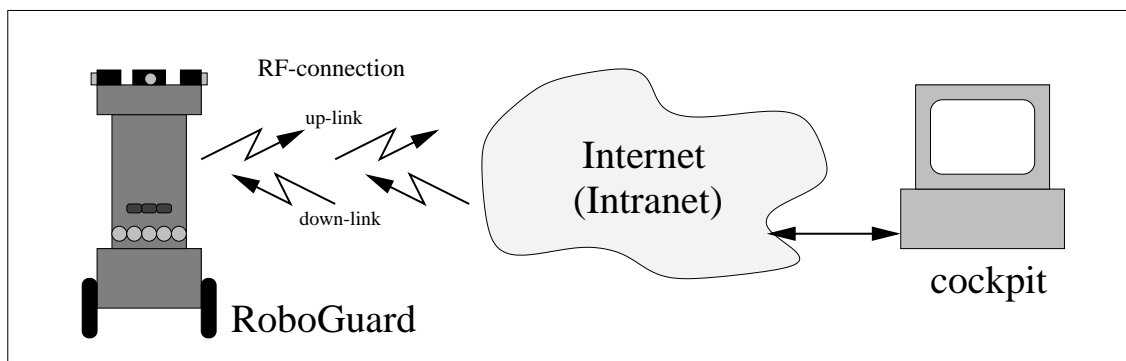 RF-connection
up-link
down-link
RoboGuard
Internet
(Intranet)
cockpit